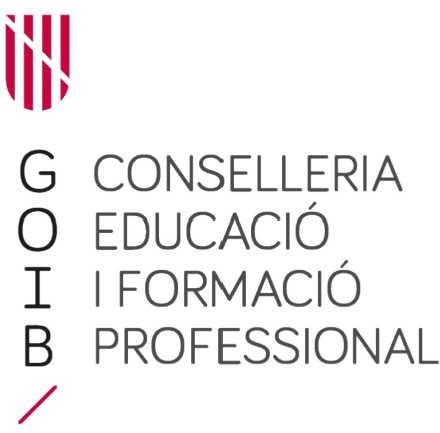 G CONSELLERIA
O EDUCACIÓ
I I FORMACIÓ
B PROFESSIONAL
/